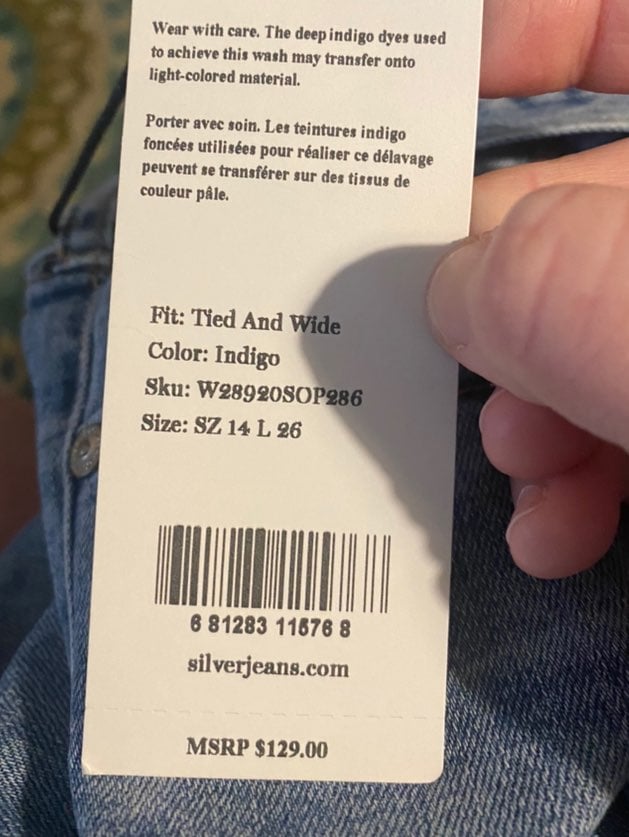 Wear with care. The deep indigo dyes used
to achieve this wash may transfer onto
light-colored material.
Porter avec soin. Les teintures indigo
foncées utilisées pour réaliser ce délavage
peuvent se transférer sur des tissus de
couleur pâle.
Fit: Tied And Wide
Color: Indigo
Sku: W28920SOP286
Size: SZ 14 L 26
6 81283 11576 8
silverjeans.com
MSRP $129.00